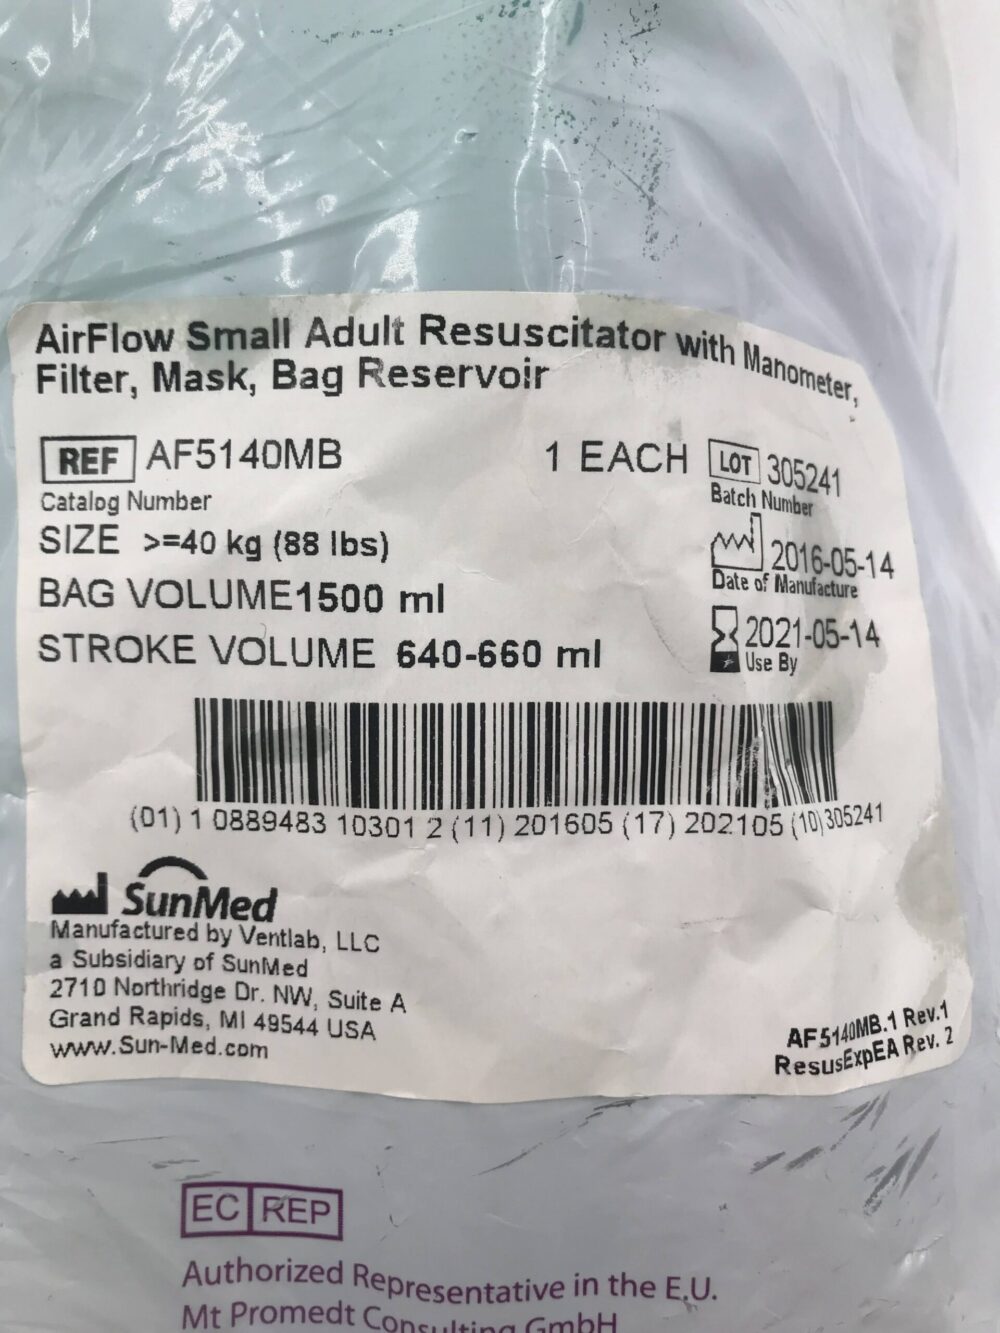 AirFlow Small Adult Resuscitator with Manometer,
Filter, Mask, Bag Reservoir
REF AF5140MB
Catalog Number
1 EACH
LOT 305241
Batch Number
SIZE >=40 kg (88 lbs)
2016-05-14
Date of Manufacture
BAG VOLUME1500 ml
2021-05-14
Use By
STROKE VOLUME 640-660 ml
(01) 1 0889483 10301 2 (11) 201605 (17) 202105 (10) 305241
SunMed
Manufactured by Ventlab, LLC
a Subsidiary of SunMed
2710 Northridge Dr. NW, Suite A
Grand Rapids, MI 49544 USA
www.Sun-Med.com
AF5140MB.1 Rev.1
ResusExpEA Rev. 2
EC REP
Authorized Representative in the E.U.
Mt Promedt Consulting GmbH